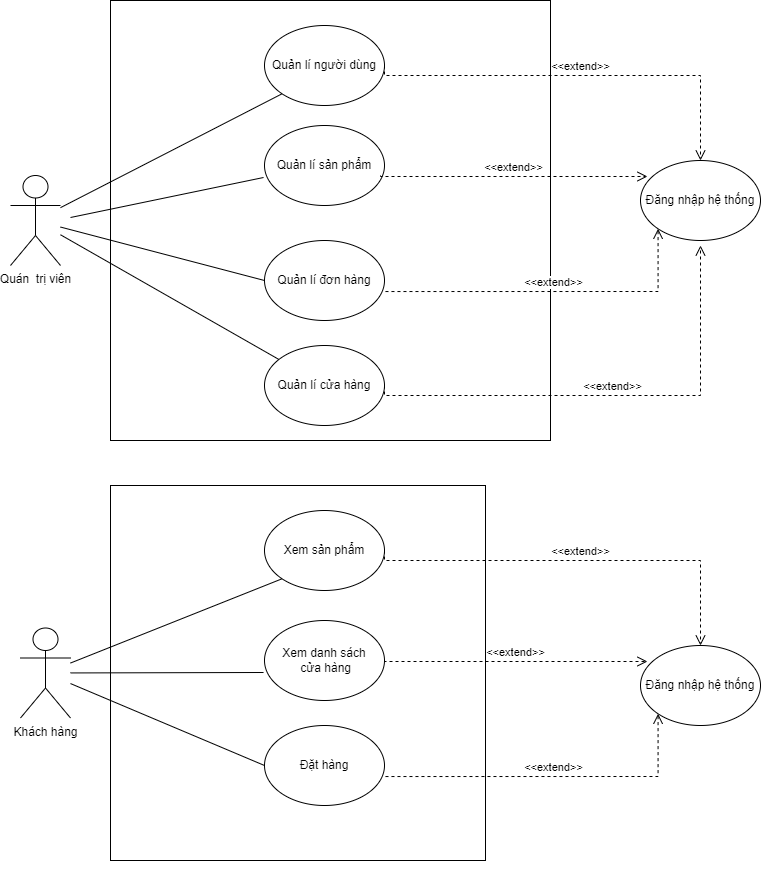 Quản lí người dùng
<<extend>>
Quản lí sản phẩm
<<extend>>
Đăng nhập hệ thống
Quán trị viên
Quản lí đơn hàng
<<extend>>
Quản lí cửa hàng
<<extend>>
Xem sản phẩm
<<extend>>
Xem danh sách
cửa hàng
<<extend>>
Đăng nhập hệ thống
Khách hàng
Đặt hàng
<<extend>>